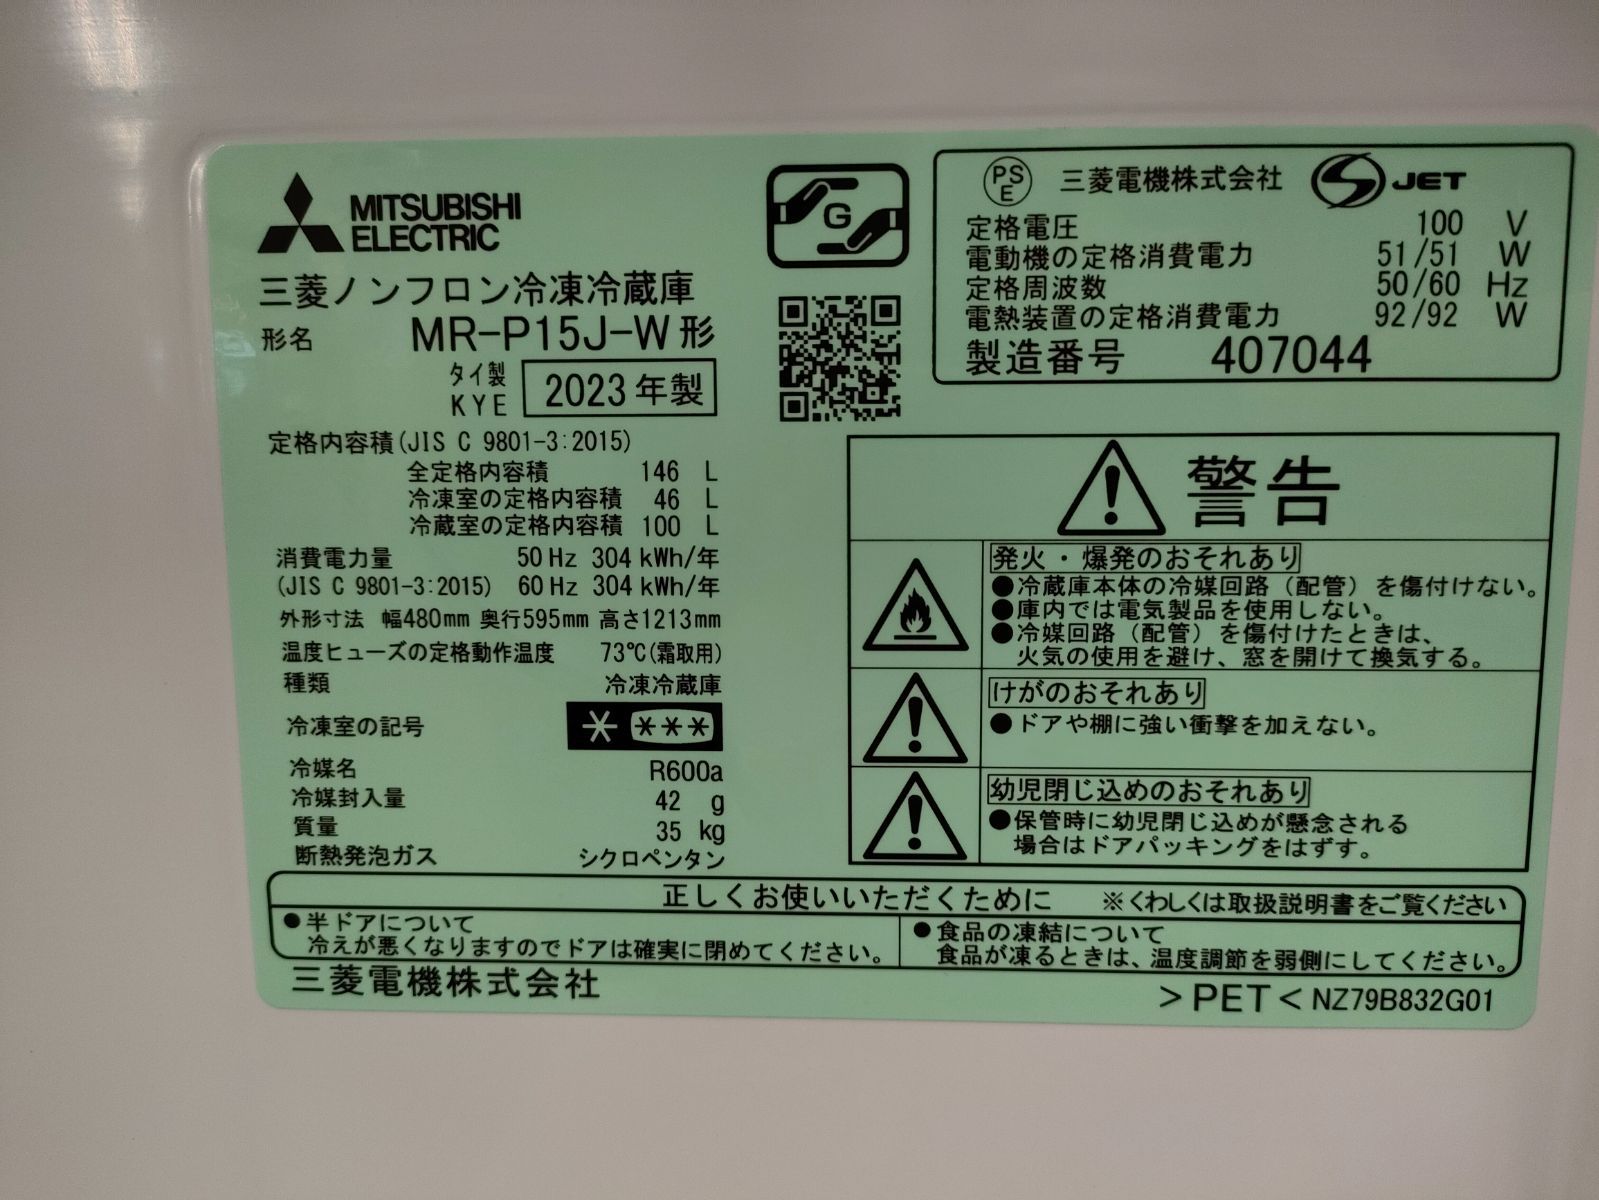 MITSUBISHI
ELECTRIC
三菱ノンフロン冷凍冷蔵庫
形名 MR-P15J-W形
タイ製
KYE 2023年製
定格内容積(JIS C 9801-3:2015)
全定格内容積 146 L
冷凍室の定格内容積 46 L
冷蔵室の定格内容積 100 L
消費電力量 50Hz 304kWh/年
(JIS C 9801-3:2015) 60Hz 304kWh/年
外形寸法 幅480mm 奥行595mm 高さ1213mm
温度ヒューズの定格動作温度 73℃(霜取用)
種類 冷凍冷蔵庫
冷凍室の記号 * ***
冷媒名 R600a
冷媒封入量 42 g
質量 35 kg
断熱発泡ガス シクロペンタン
G
PS
E 三菱電機株式会社 JET
定格電圧 100 V
電動機の定格消費電力 51/51 W
定格周波数 50/60 Hz
電熱装置の定格消費電力 92/92 W
製造番号 407044
警告
発火・爆発のおそれあり
●冷蔵庫本体の冷媒回路(配管)を傷付けない。
●庫内では電気製品を使用しない。
●冷媒回路(配管)を傷付けたときは、
火気の使用を避け、窓を開けて換気する。
けがのおそれあり
●ドアや棚に強い衝撃を加えない。
幼児閉じ込めのおそれあり
●保管時に幼児閉じ込めが懸念される
場合はドアパッキングをはずす。
正しくお使いいただくために ※くわしくは取扱説明書をご覧ください
●半ドアについて
冷えが悪くなりますのでドアは確実に閉めてください。
●食品の凍結について
食品が凍るときは、温度調節を弱側にしてください。
三菱電機株式会社
>PET< NZ79B832G01